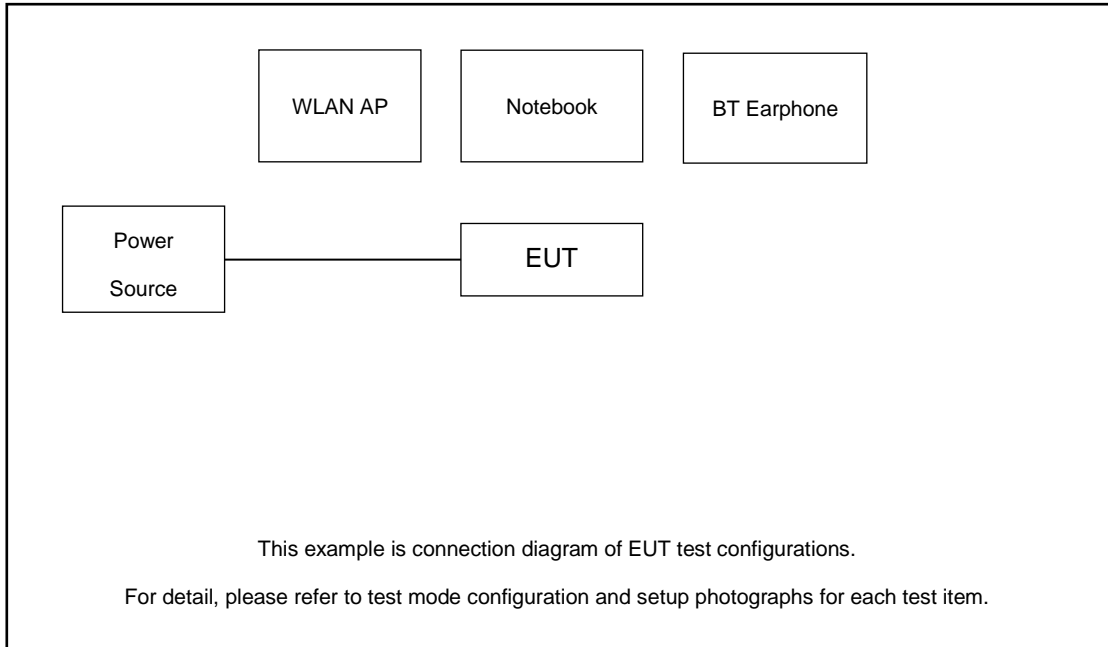 WLAN AP
Notebook
BT Earphone
Power
Source
EUT
This example is connection diagram of EUT test configurations.
For detail, please refer to test mode configuration and setup photographs for each test item.